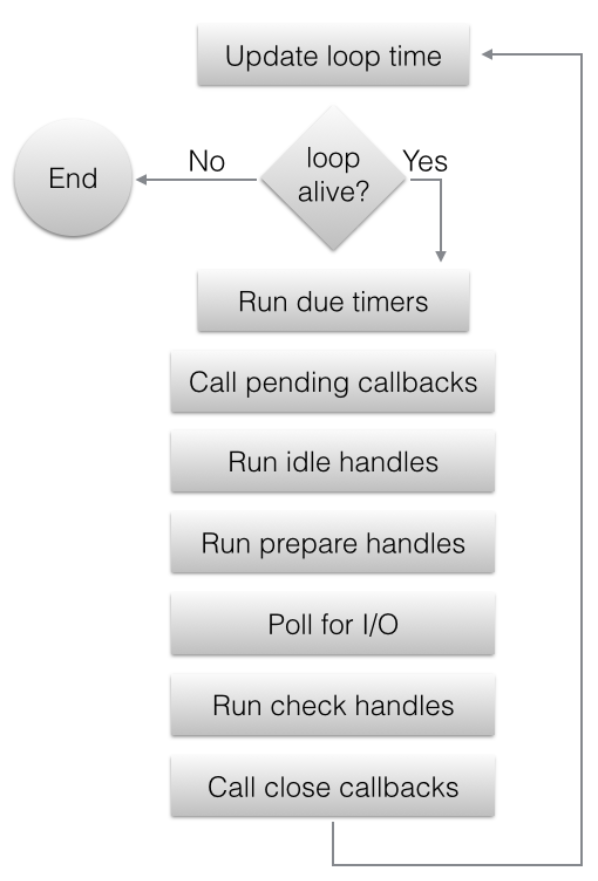 Update loop time
No
loop
Yes
End
alive?
Run due timers
Call pending callbacks
Run idle handles
Run prepare handles
Poll for I/O
Run check handles
Call close callbacks